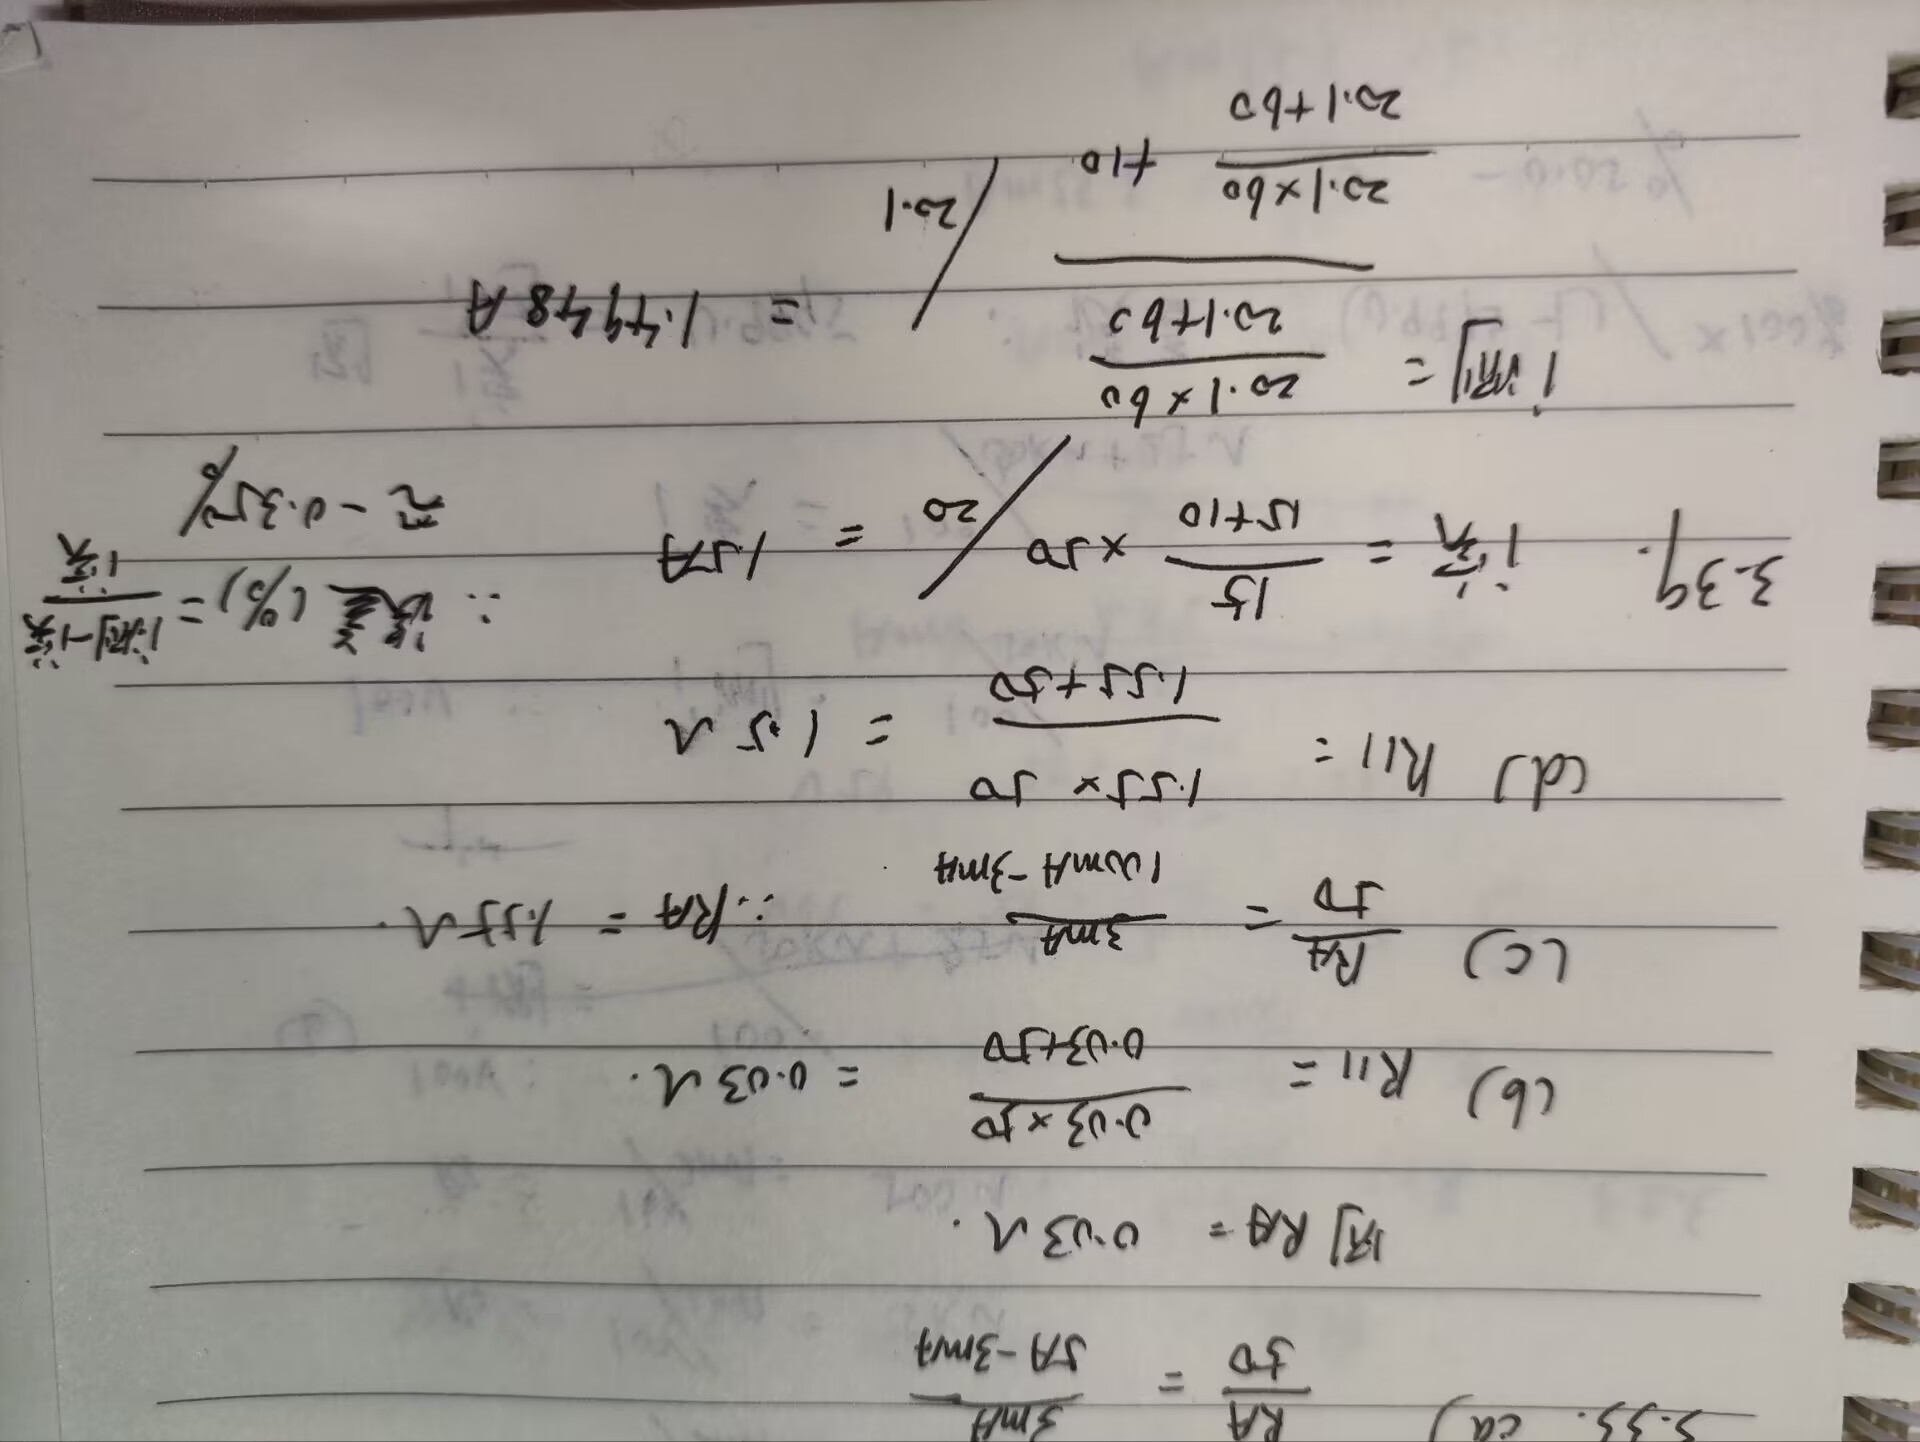 3.33. (a) RA/50 = 3mA/(5A-3mA)
则 RA = 0.03Ω.
(b) R11 = (0.03×50)/(0.03+50) = 0.03Ω.
(c) RA/50 = 3mA/(100mA-3mA) ∴RA = 1.55Ω.
(d) R11 = (1.55×50)/(1.55+50) = 1.5Ω
3.39. i实 = 15/(15+10) × 50 / 20 = 1.5A
∴ 误差(%) = (i测-i实)/i实
≈ -0.35%
i测 = (20.1×60)/(20.1+60) / ((20.1×60)/(20.1+60) +10) / 20.1 = 1.4948A